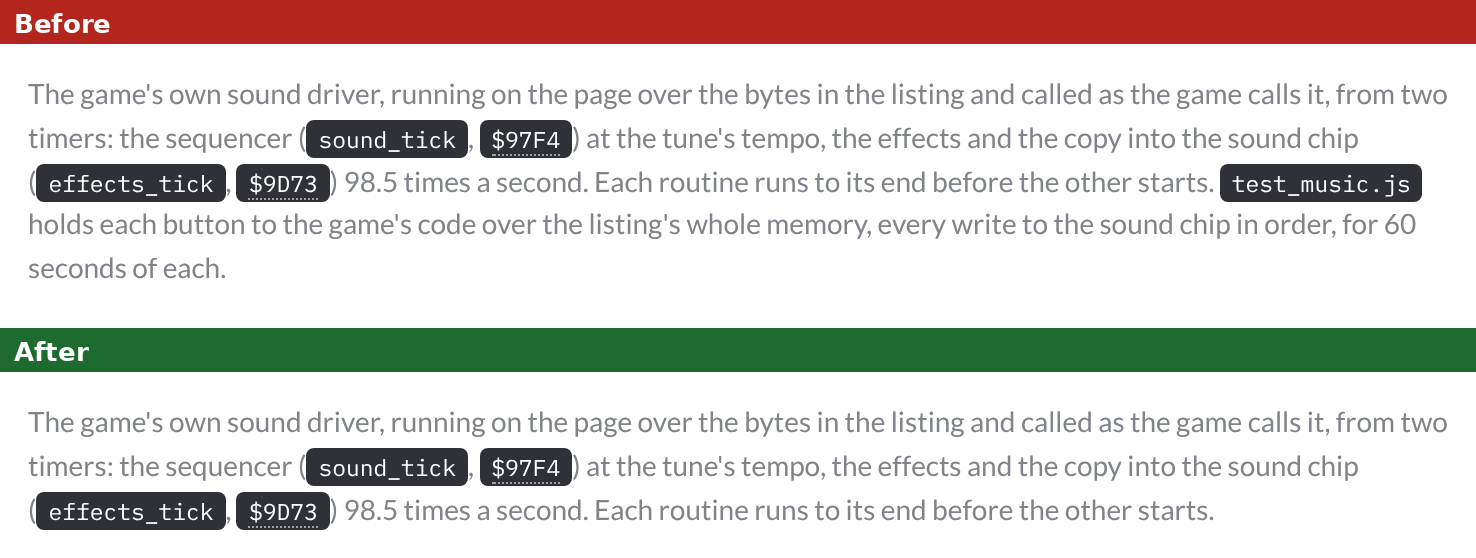 Before
The game's own sound driver, running on the page over the bytes in the listing and called as the game calls it, from two
timers: the sequencer (sound_tick, $97F4) at the tune's tempo, the effects and the copy into the sound chip
(effects_tick, $9D73) 98.5 times a second. Each routine runs to its end before the other starts. test_music.js
holds each button to the game's code over the listing's whole memory, every write to the sound chip in order, for 60
seconds of each.
After
The game's own sound driver, running on the page over the bytes in the listing and called as the game calls it, from two
timers: the sequencer (sound_tick, $97F4) at the tune's tempo, the effects and the copy into the sound chip
(effects_tick, $9D73) 98.5 times a second. Each routine runs to its end before the other starts.